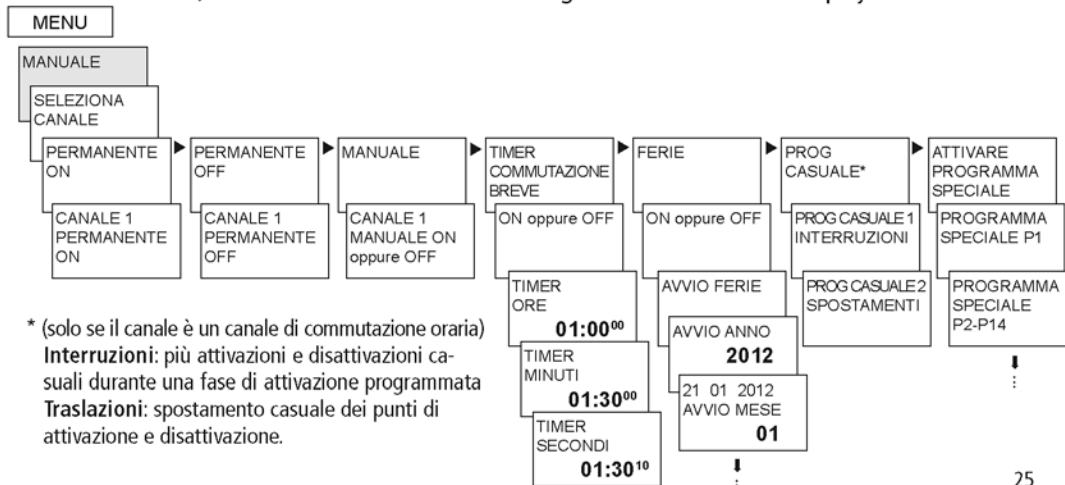 MENU
MANUALE
SELEZIONA
CANALE
PERMANENTE
ON
CANALE 1
PERMANENTE
ON
PERMANENTE
OFF
CANALE 1
PERMANENTE
OFF
MANUALE
CANALE 1
MANUALE ON
oppure OFF
TIMER
COMMUTAZIONE
BREVE
ON oppure OFF
TIMER
ORE
01:00⁰⁰
TIMER
MINUTI
01:30⁰⁰
TIMER
SECONDI
01:30¹⁰
FERIE
ON oppure OFF
AVVIO FERIE
AVVIO ANNO
2012
21 01 2012
AVVIO MESE
01
PROG
CASUALE*
PROG CASUALE 1
INTERRUZIONI
PROG CASUALE 2
SPOSTAMENTI
ATTIVARE
PROGRAMMA
SPECIALE
PROGRAMMA
SPECIALE P1
PROGRAMMA
SPECIALE
P2-P14
* (solo se il canale è un canale di commutazione oraria)
Interruzioni: più attivazioni e disattivazioni ca-
suali durante una fase di attivazione programmata
Traslazioni: spostamento casuale dei punti di
attivazione e disattivazione.
25